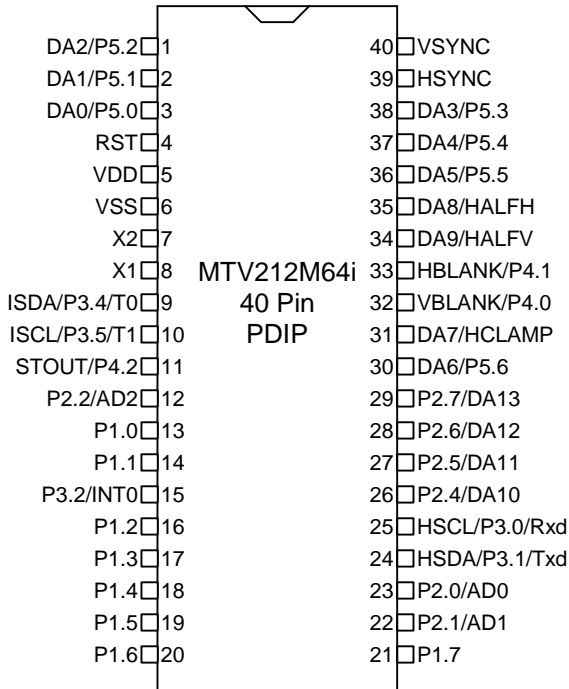 DA2/P5.2 1 40 VSYNC
DA1/P5.1 2 39 HSYNC
DA0/P5.0 3 38 DA3/P5.3
RST 4 37 DA4/P5.4
VDD 5 36 DA5/P5.5
VSS 6 35 DA8/HALFH
X2 7 34 DA9/HALFV
X1 8 MTV212M64i 33 HBLANK/P4.1
ISDA/P3.4/T0 9 40 Pin 32 VBLANK/P4.0
ISCL/P3.5/T1 10 PDIP 31 DA7/HCLAMP
STOUT/P4.2 11 30 DA6/P5.6
P2.2/AD2 12 29 P2.7/DA13
P1.0 13 28 P2.6/DA12
P1.1 14 27 P2.5/DA11
P3.2/INT0 15 26 P2.4/DA10
P1.2 16 25 HSCL/P3.0/Rxd
P1.3 17 24 HSDA/P3.1/Txd
P1.4 18 23 P2.0/AD0
P1.5 19 22 P2.1/AD1
P1.6 20 21 P1.7